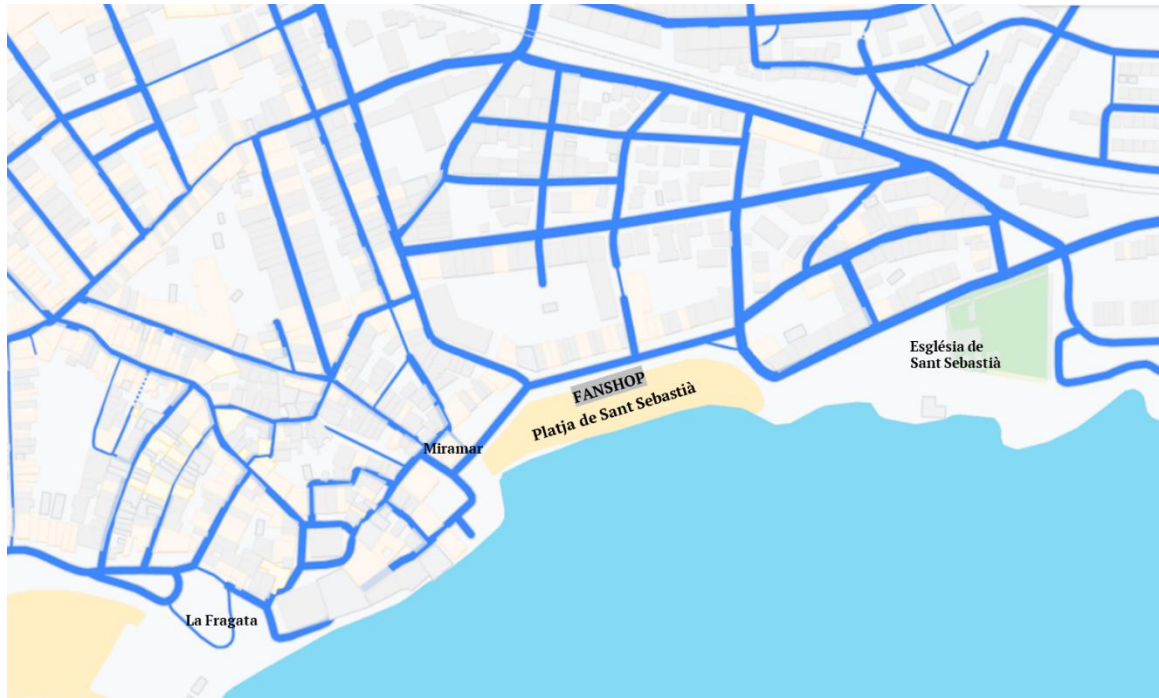 Església de
Sant Sebastià
FANSHOP
Platja de Sant Sebastià
Miramar
La Fragata